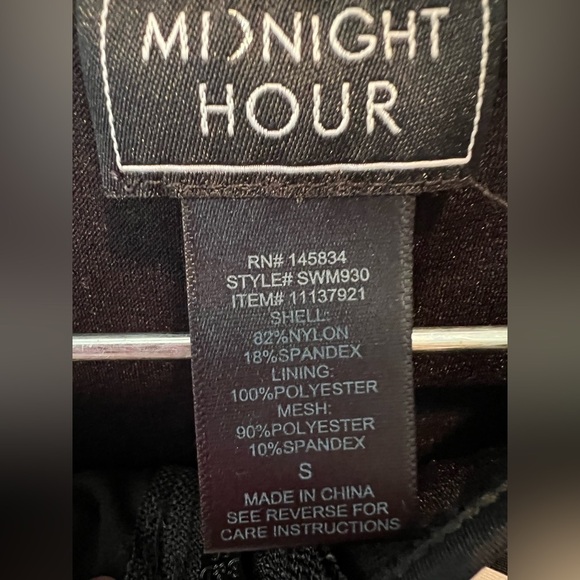 MIDNIGHT
HOUR
RN# 145834
STYLE# SWM930
ITEM# 11137921
SHELL:
82%NYLON
18%SPANDEX
LINING:
100%POLYESTER
MESH:
90%POLYESTER
10%SPANDEX
S
MADE IN CHINA
SEE REVERSE FOR
CARE INSTRUCTIONS